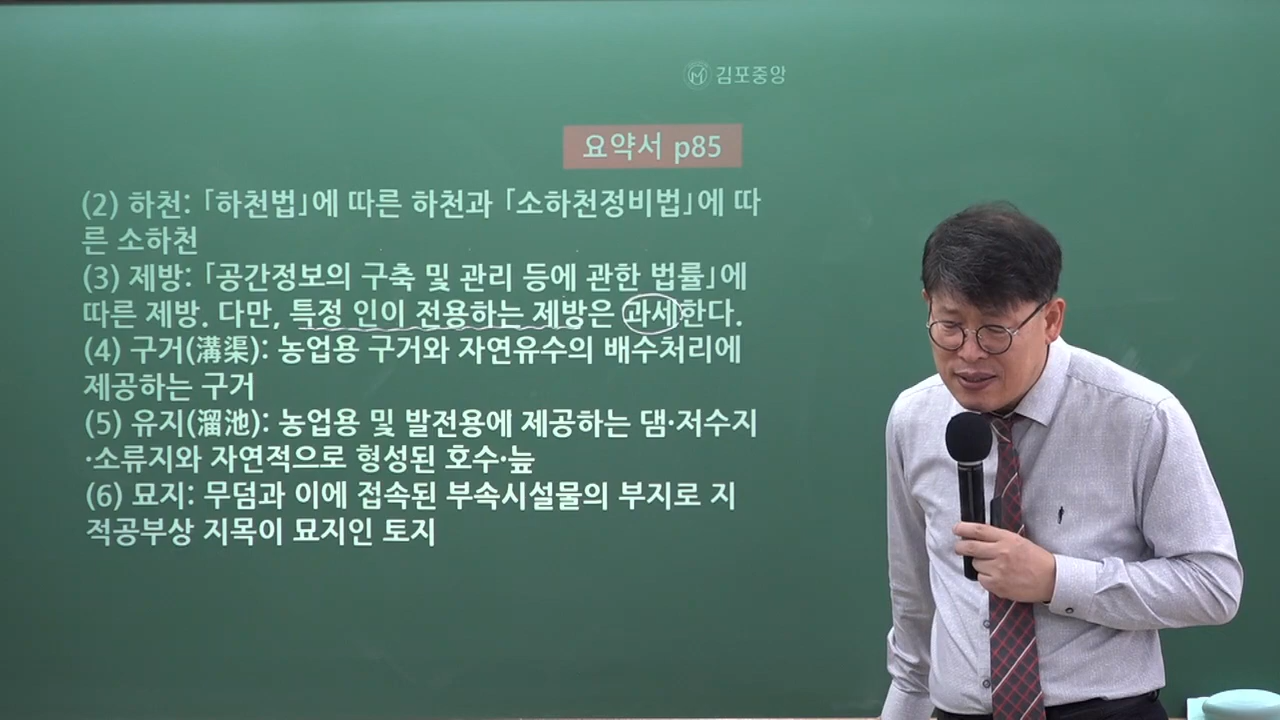 김포중앙
요약서 p85
(2) 하천: ｢하천법｣에 따른 하천과 ｢소하천정비법｣에 따
른 소하천
(3) 제방: ｢공간정보의 구축 및 관리 등에 관한 법률｣에
따른 제방. 다만, 특정 인이 전용하는 제방은 과세한다.
(4) 구거(溝渠): 농업용 구거와 자연유수의 배수처리에
제공하는 구거
(5) 유지(溜池): 농업용 및 발전용에 제공하는 댐·저수지
·소류지와 자연적으로 형성된 호수·늪
(6) 묘지: 무덤과 이에 접속된 부속시설물의 부지로 지
적공부상 지목이 묘지인 토지